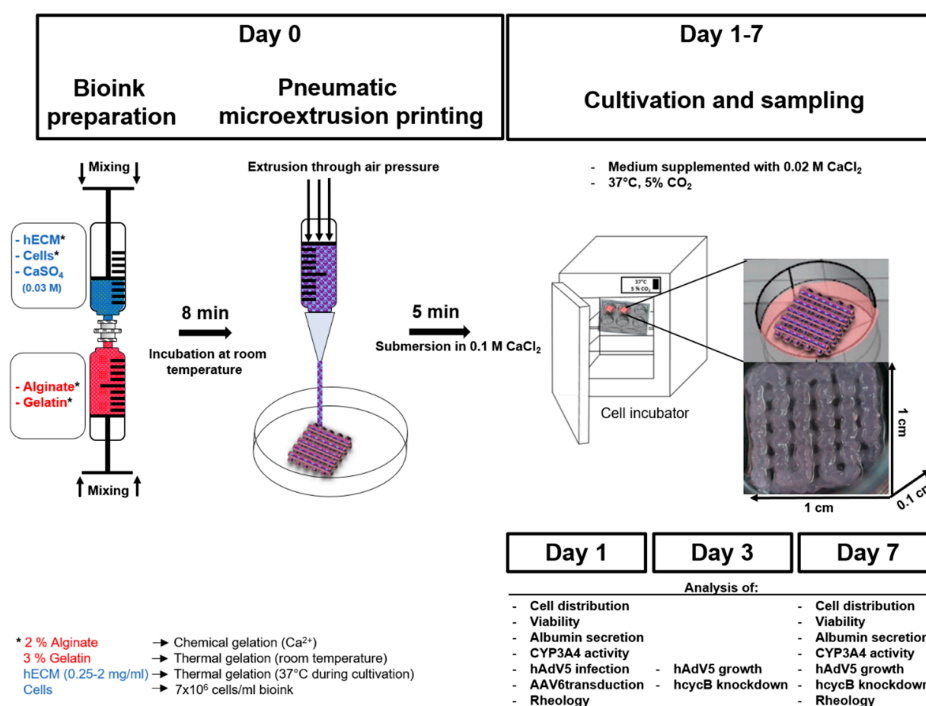 Day 0
Day 1-7
Bioink
preparation
Pneumatic
microextrusion printing
Cultivation and sampling
Mixing
- hECM*
- Cells*
- CaSO4
(0.03 M)
- Alginate*
- Gelatin*
Mixing
8 min
Incubation at room
temperature
Extrusion through air pressure
5 min
Submersion in 0.1 M CaCl2
- Medium supplemented with 0.02 M CaCl2
- 37°C, 5% CO2
37°C
5 % CO2
Cell incubator
1 cm
1 cm
0.1 cm
Day 1
Day 3
Day 7
Analysis of:
- Cell distribution
- Viability
- Albumin secretion
- CYP3A4 activity
- hAdV5 infection
- AAV6transduction
- Rheology
- hAdV5 growth
- hcycB knockdown
- Cell distribution
- Viability
- Albumin secretion
- CYP3A4 activity
- hAdV5 growth
- hcycB knockdown
- Rheology
* 2 % Alginate → Chemical gelation (Ca2+)
3 % Gelatin → Thermal gelation (room temperature)
hECM (0.25-2 mg/ml) → Thermal gelation (37°C during cultivation)
Cells → 7x10⁶ cells/ml bioink